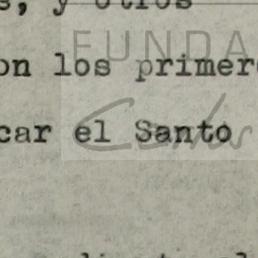 s, y otros
on los primer
car el Santo
FUNDA